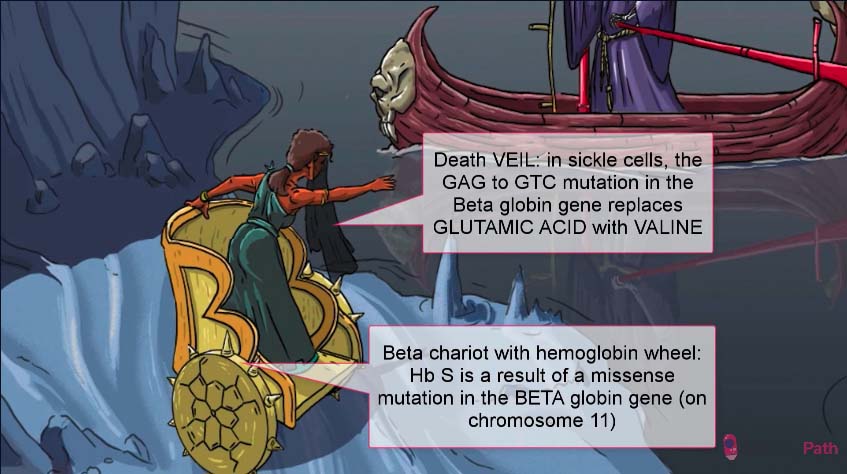 Death VEIL: in sickle cells, the
GAG to GTC mutation in the
Beta globin gene replaces
GLUTAMIC ACID with VALINE
Beta chariot with hemoglobin wheel:
Hb S is a result of a missense
mutation in the BETA globin gene (on
chromosome 11)
Path